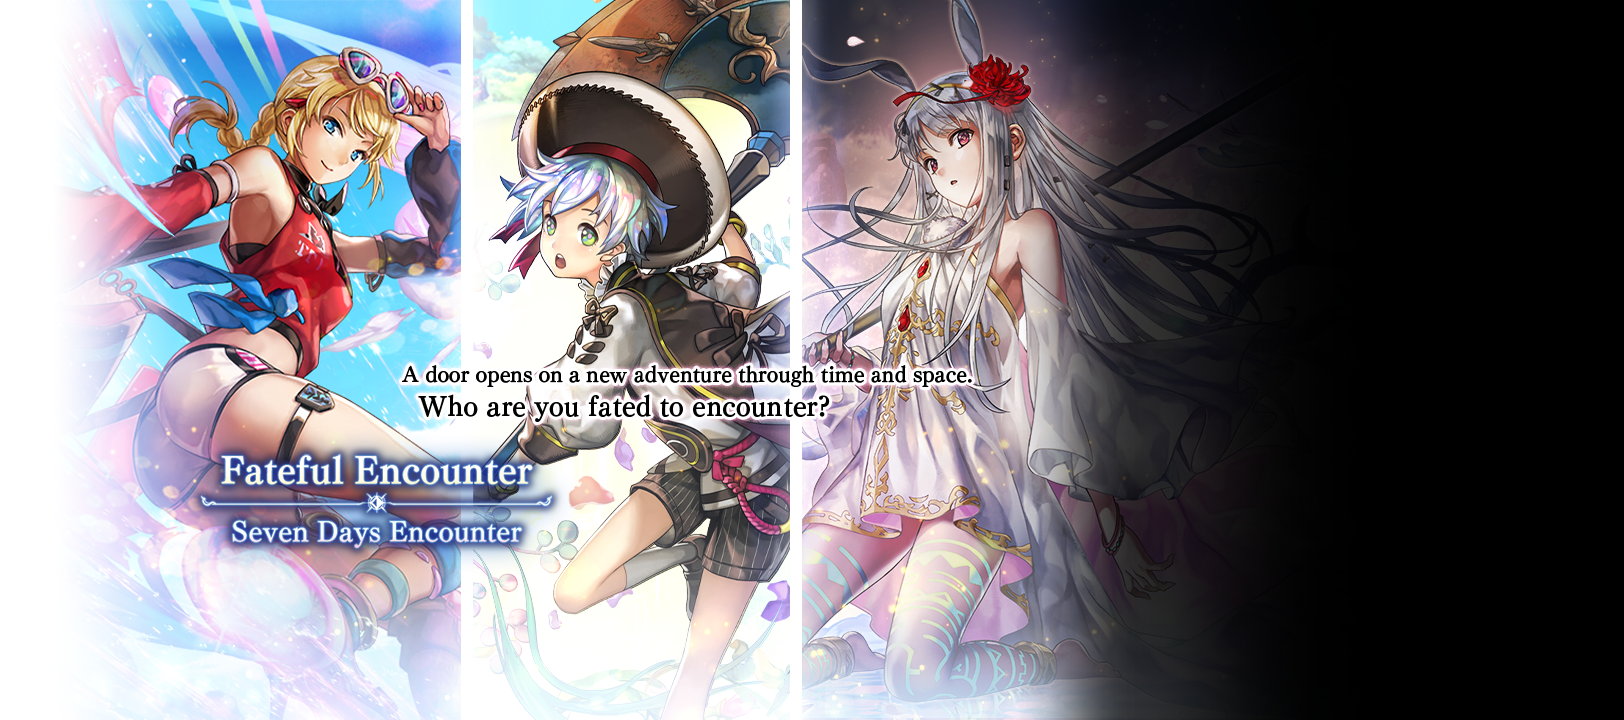 A door opens on a new adventure through time and space.
Who are you fated to encounter?
Fateful Encounter
Seven Days Encounter